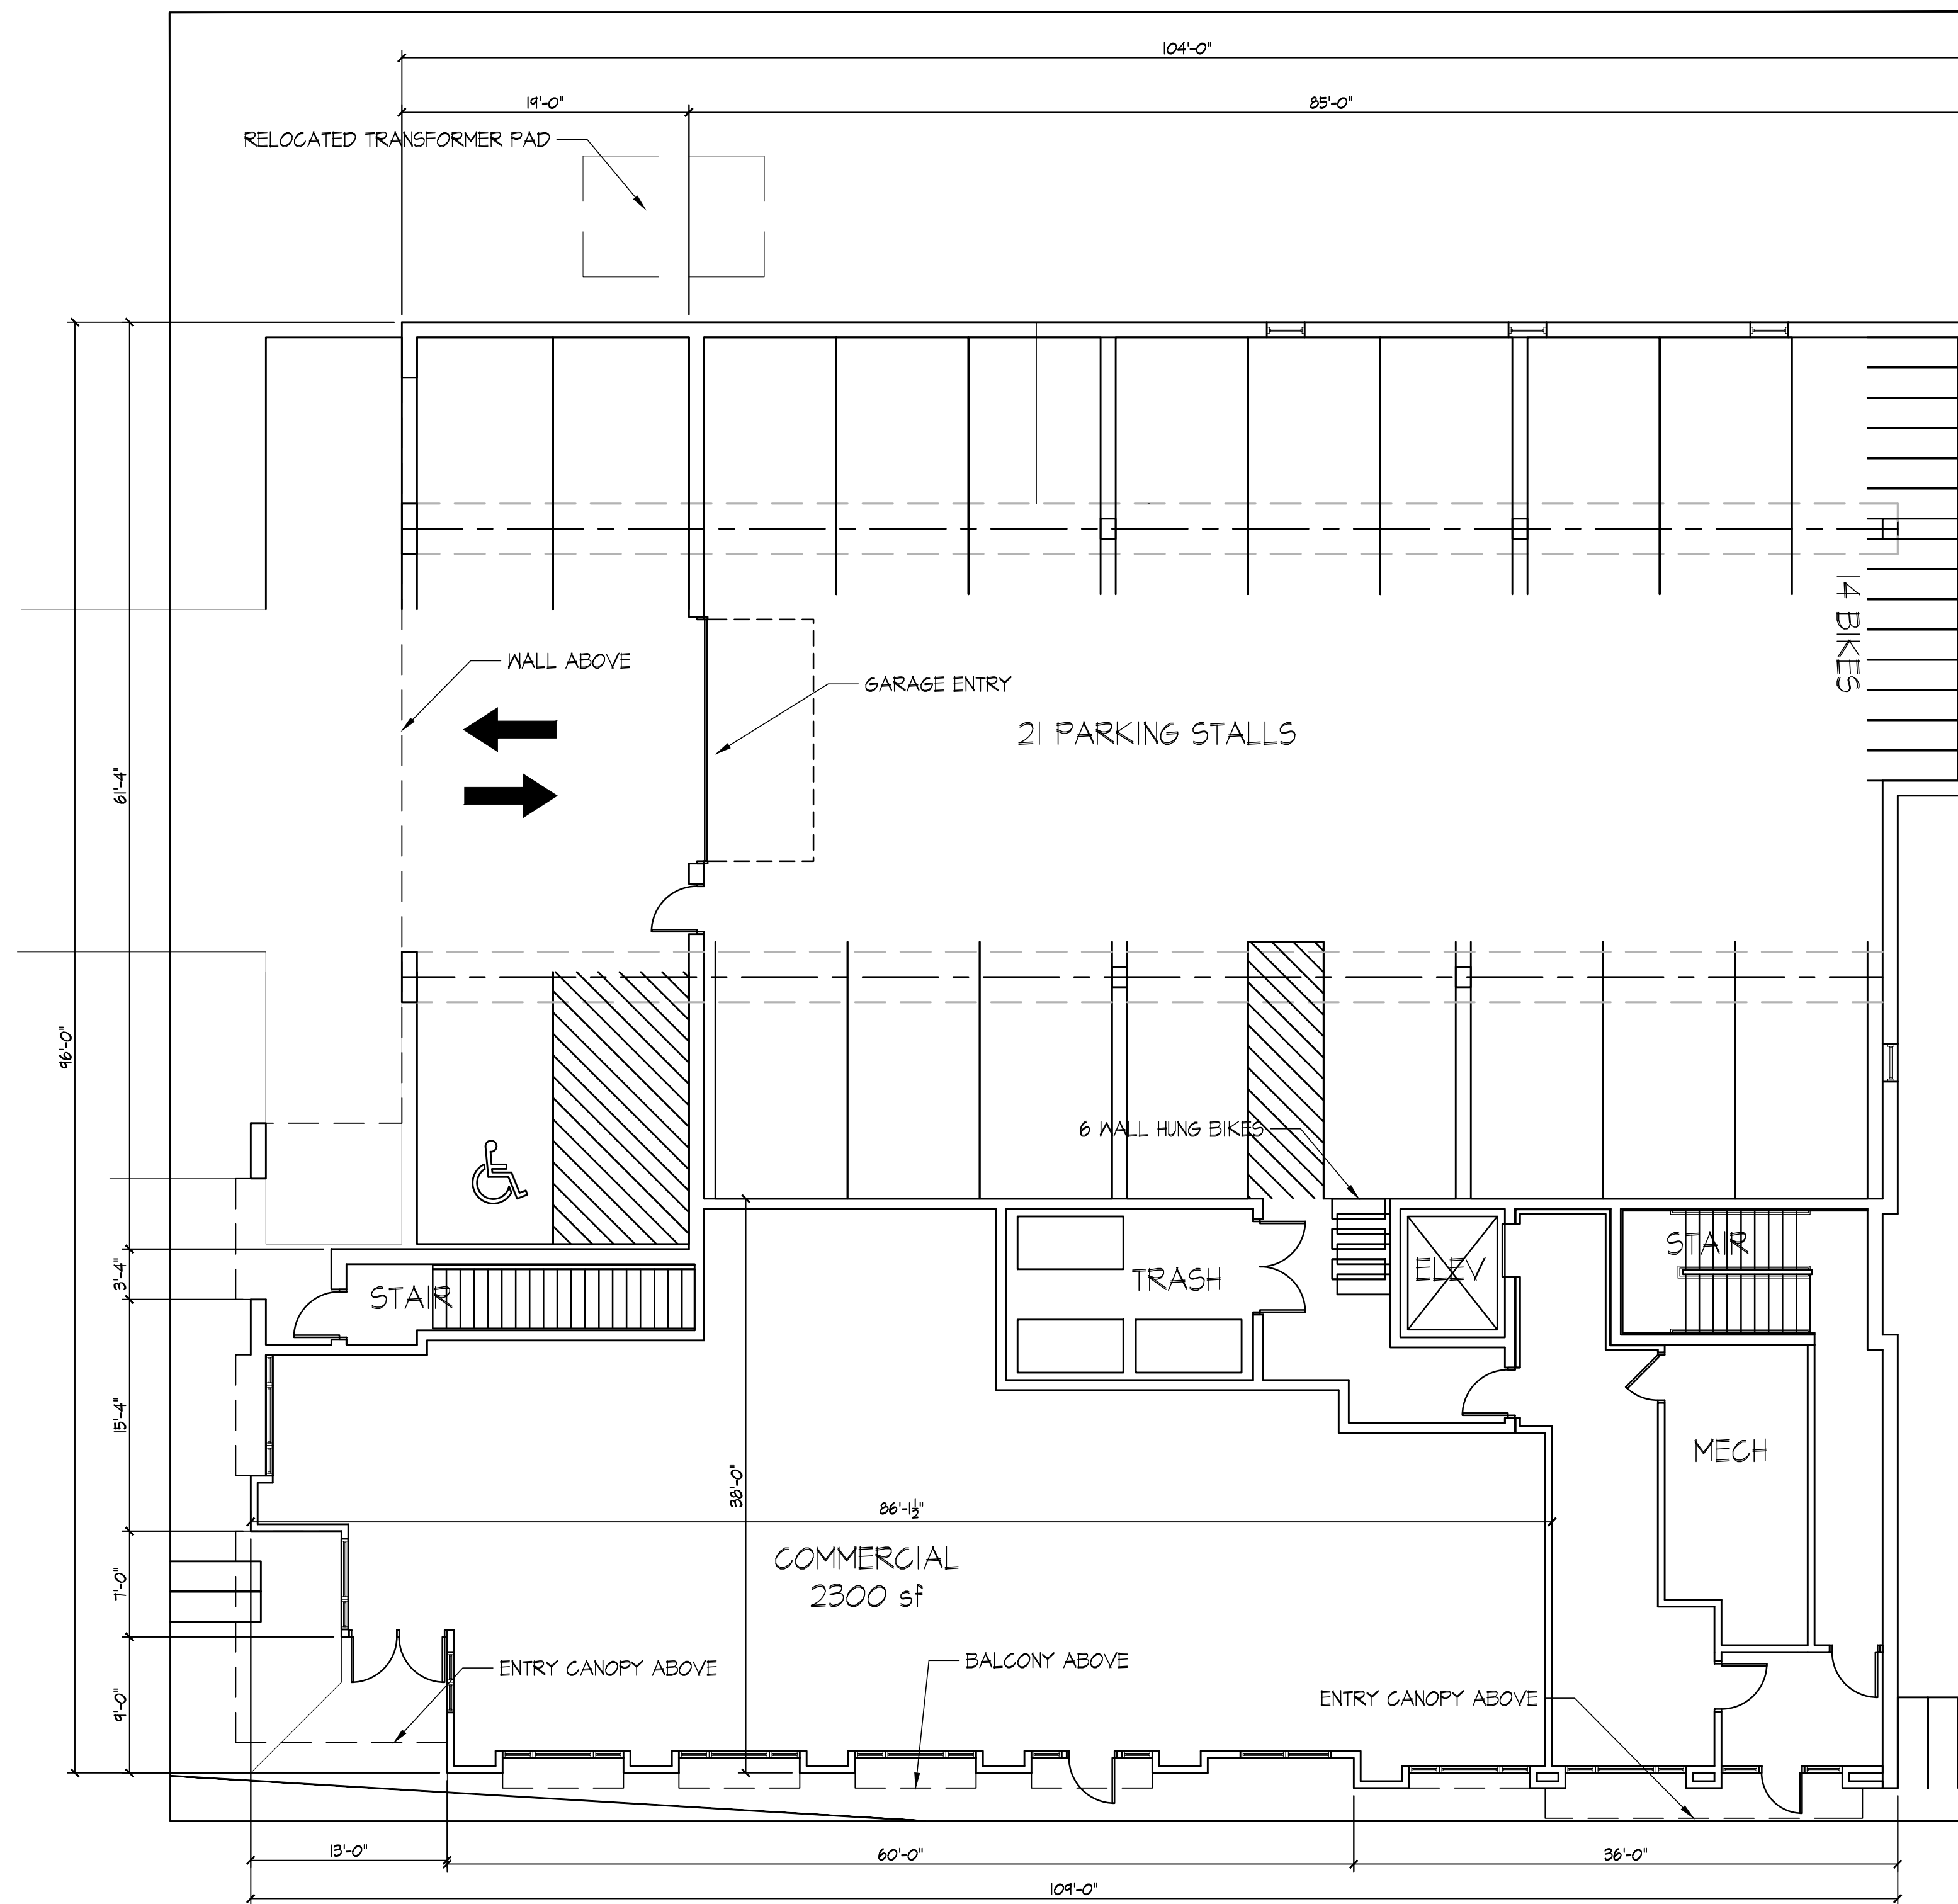 104'-0"
19'-0"
85'-0"
RELOCATED TRANSFORMER PAD
14 BIKES
WALL ABOVE
GARAGE ENTRY
21 PARKING STALLS
61'-4"
96'-0"
6 WALL HUNG BIKES
STAIR
ELEV
TRASH
3'-4"
STAIR
15'-4"
MECH
38'-0"
86'-1½"
COMMERCIAL
2300 sf
7'-0"
ENTRY CANOPY ABOVE
BALCONY ABOVE
ENTRY CANOPY ABOVE
9'-0"
13'-0"
60'-0"
36'-0"
109'-0"